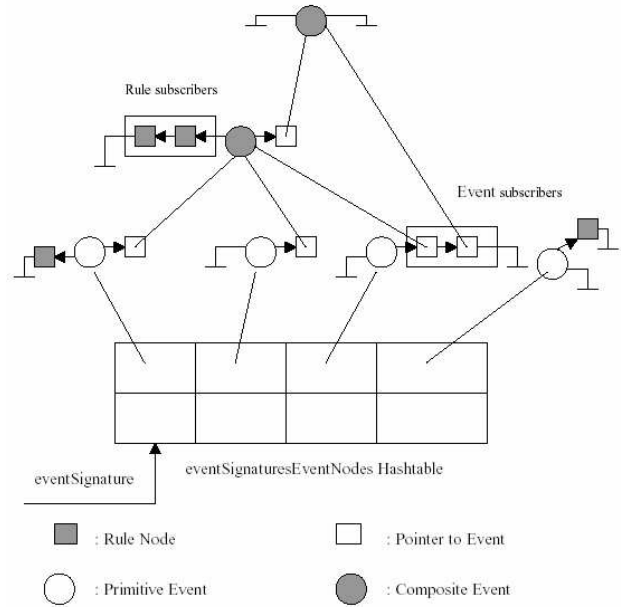 Rule subscribers
Event subscribers
eventSignature
eventSignaturesEventNodes Hashtable
: Rule Node
: Pointer to Event
: Primitive Event
: Composite Event